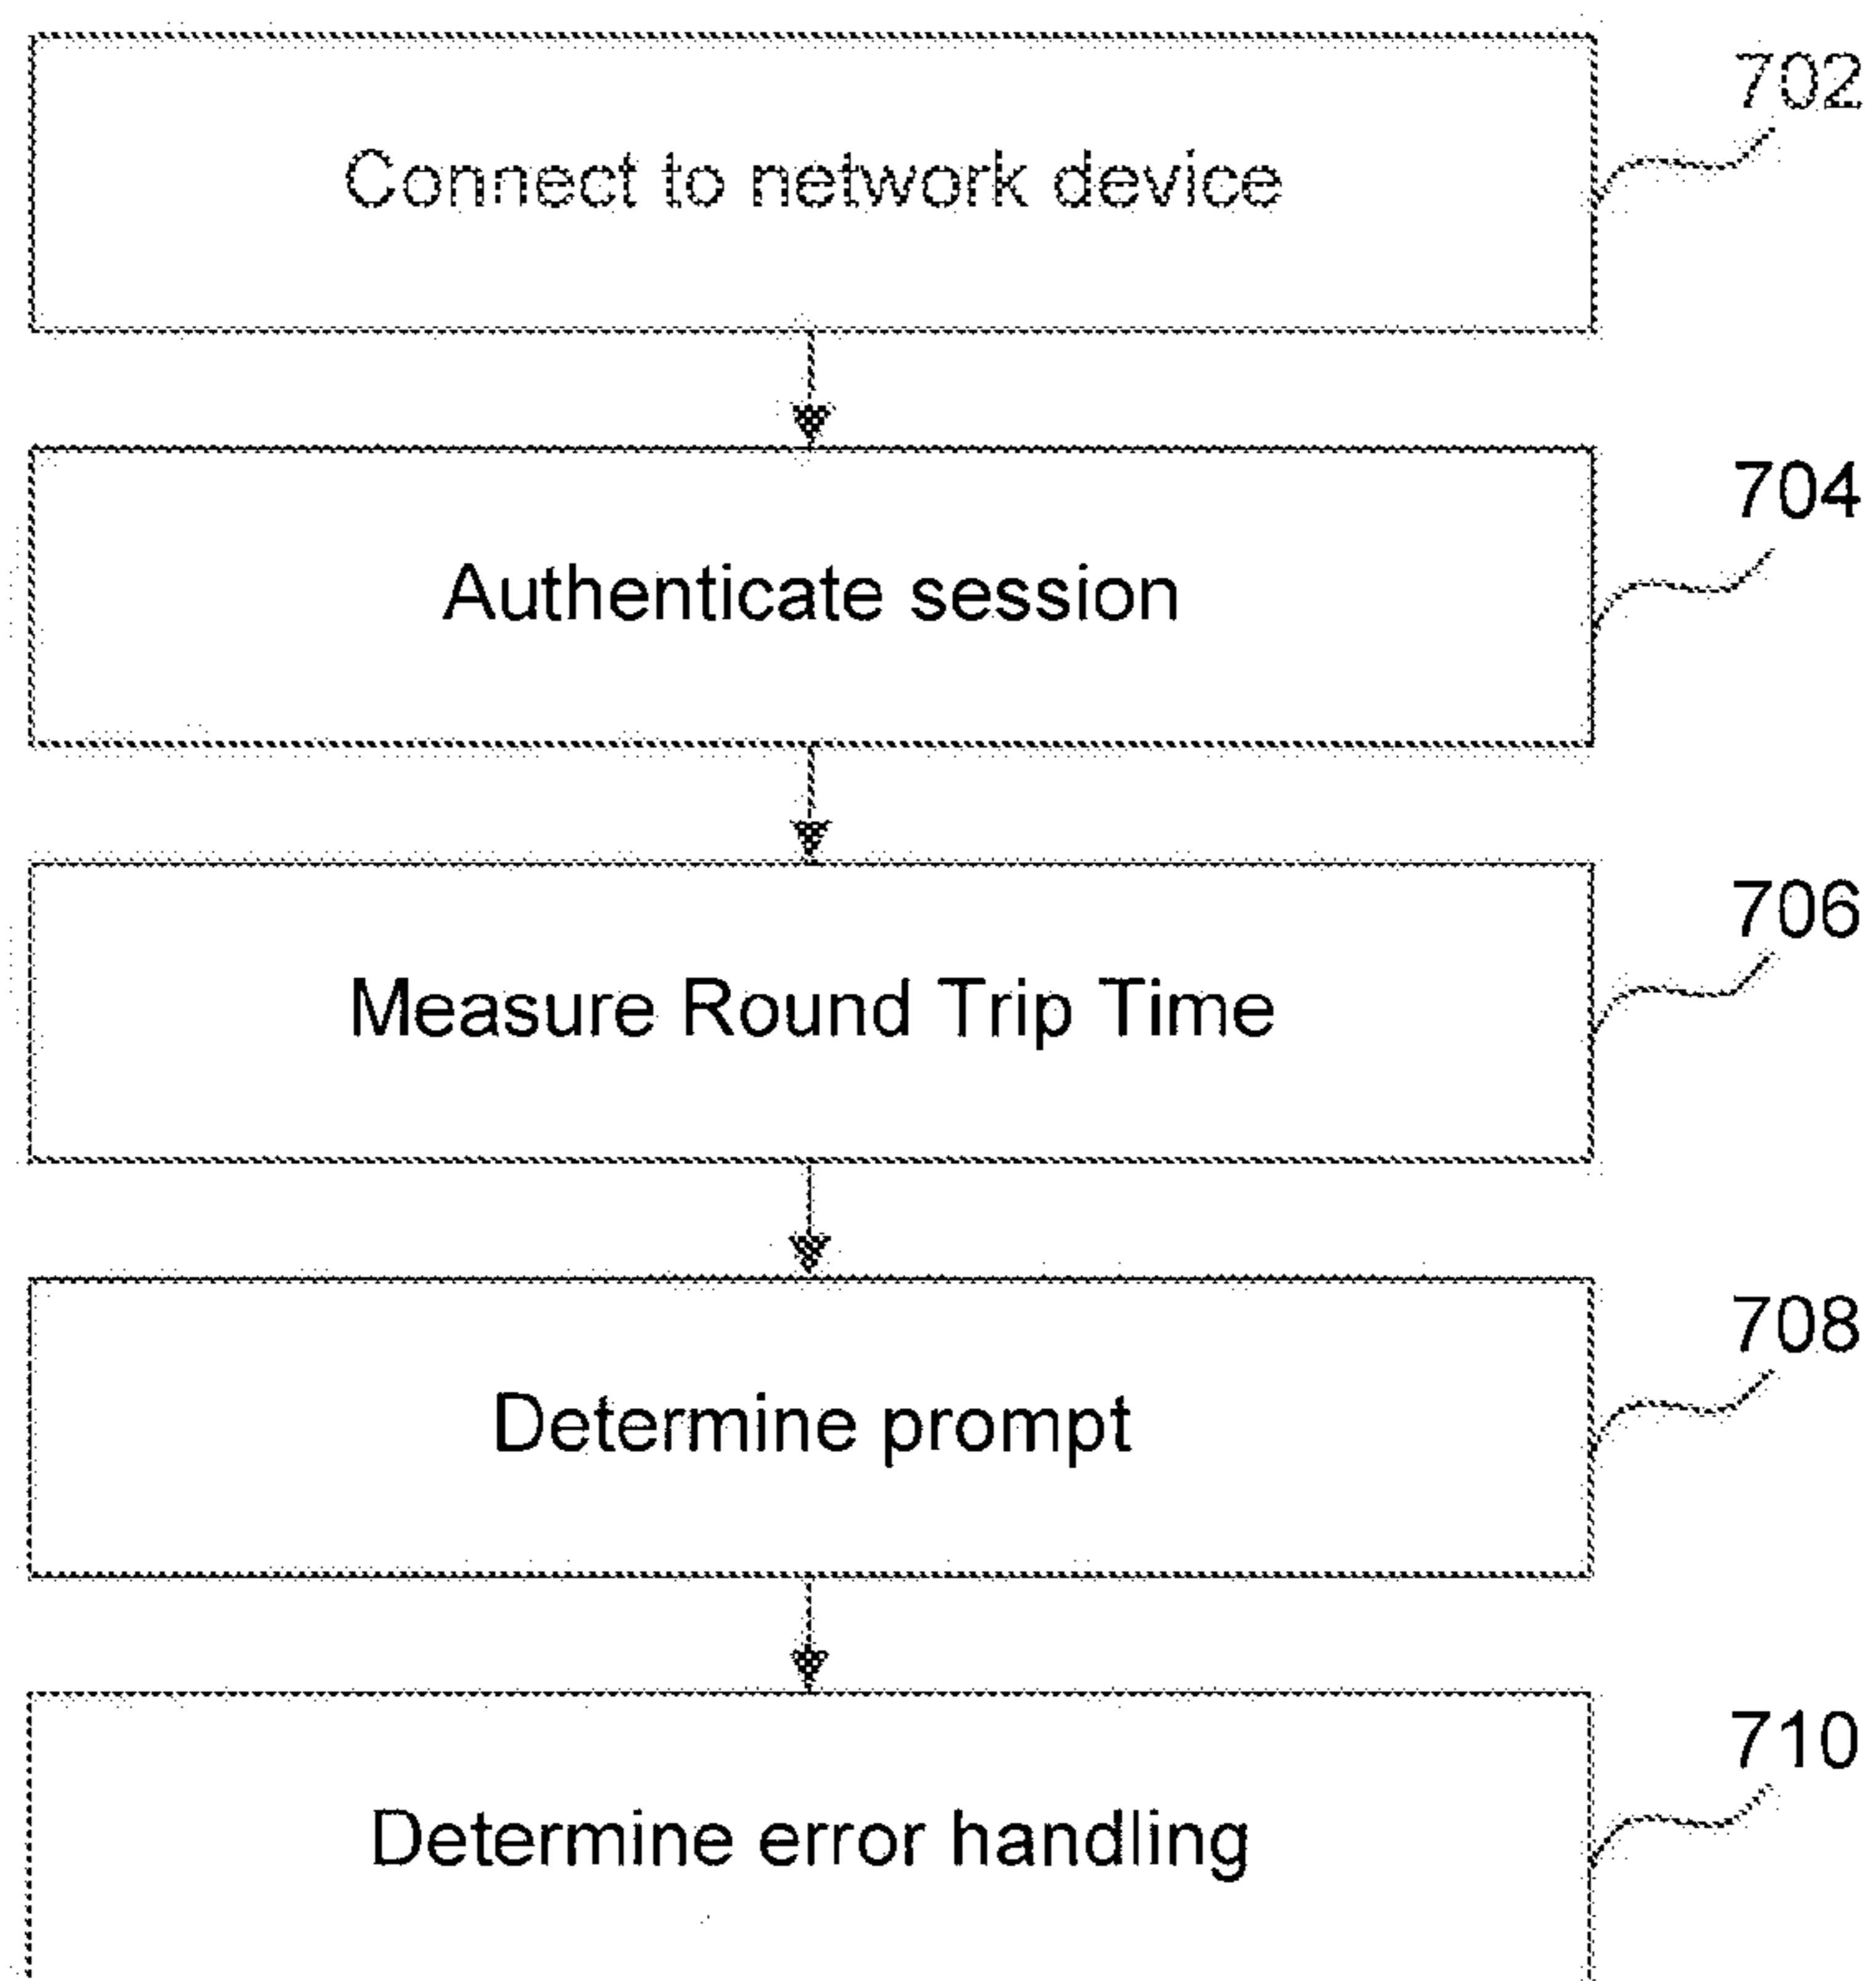 702
Connect to network device
704
Authenticate session
706
Measure Round Trip Time
708
Determine prompt
710
Determine error handling